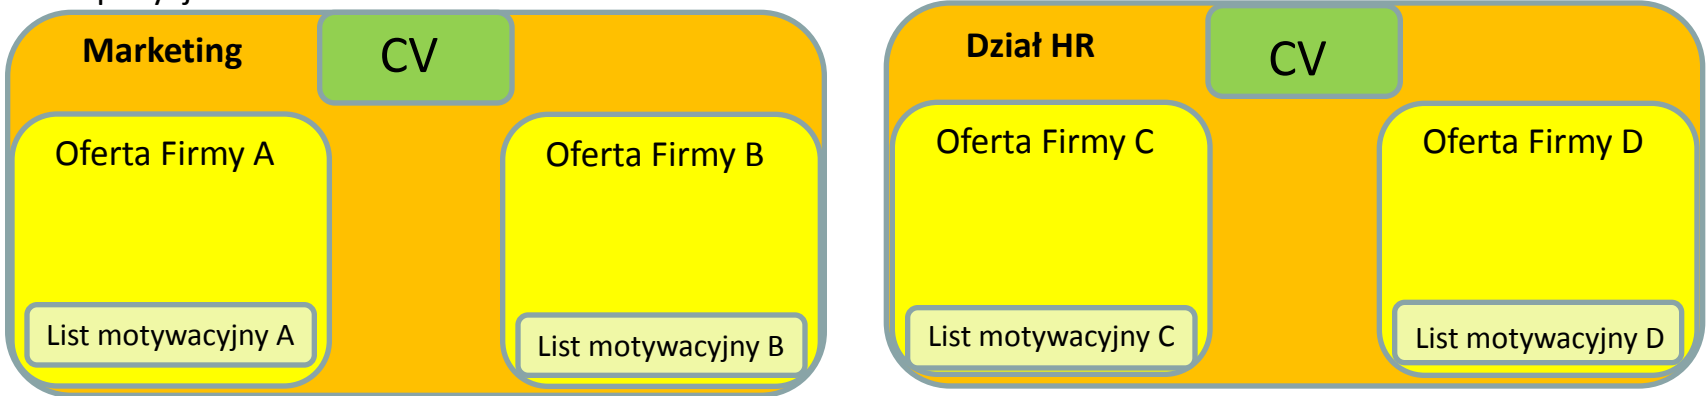 Marketing
CV
Oferta Firmy A
Oferta Firmy B
List motywacyjny A
List motywacyjny B
Dział HR
CV
Oferta Firmy C
Oferta Firmy D
List motywacyjny C
List motywacyjny D